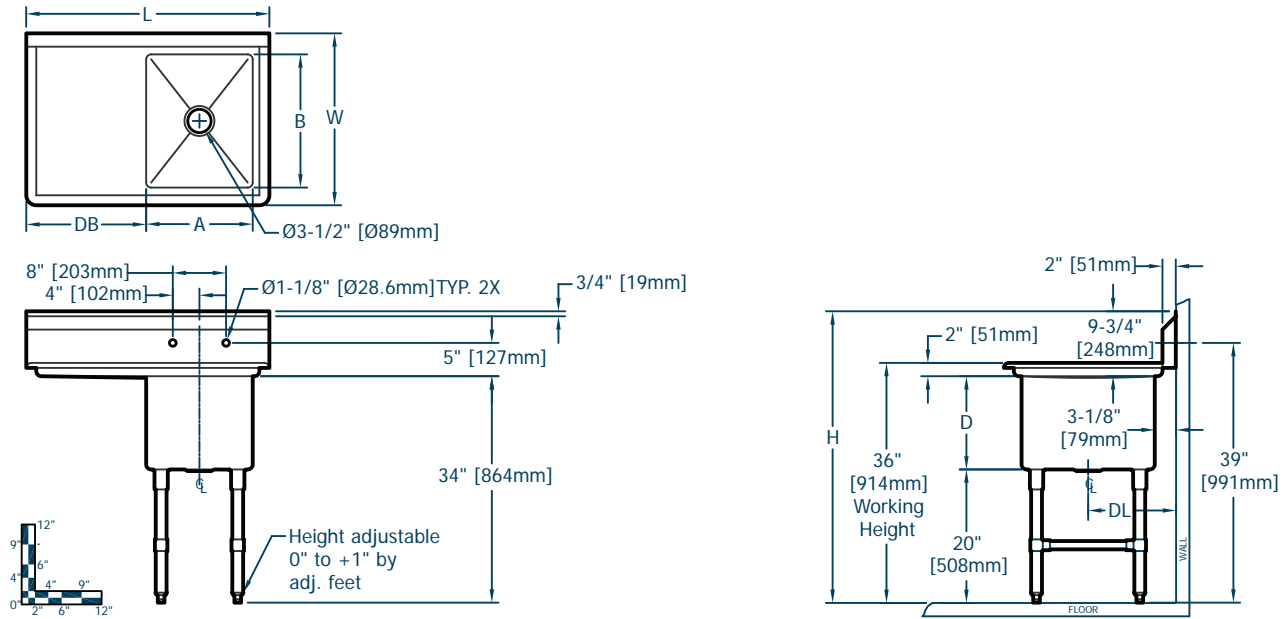 L
B
W
DB
A
Ø3-1/2" [Ø89mm]
8" [203mm]
4" [102mm]
Ø1-1/8" [Ø28.6mm]TYP. 2X
3/4" [19mm]
5" [127mm]
34" [864mm]
Height adjustable
0" to +1" by
adj. feet
12"
9"
6"
4"
0"
4"
9"
2"
6"
12"
2" [51mm]
2" [51mm]
9-3/4"
[248mm]
H
D
3-1/8"
[79mm]
36"
[914mm]
Working
Height
39"
[991mm]
DL
20"
[508mm]
WALL
FLOOR